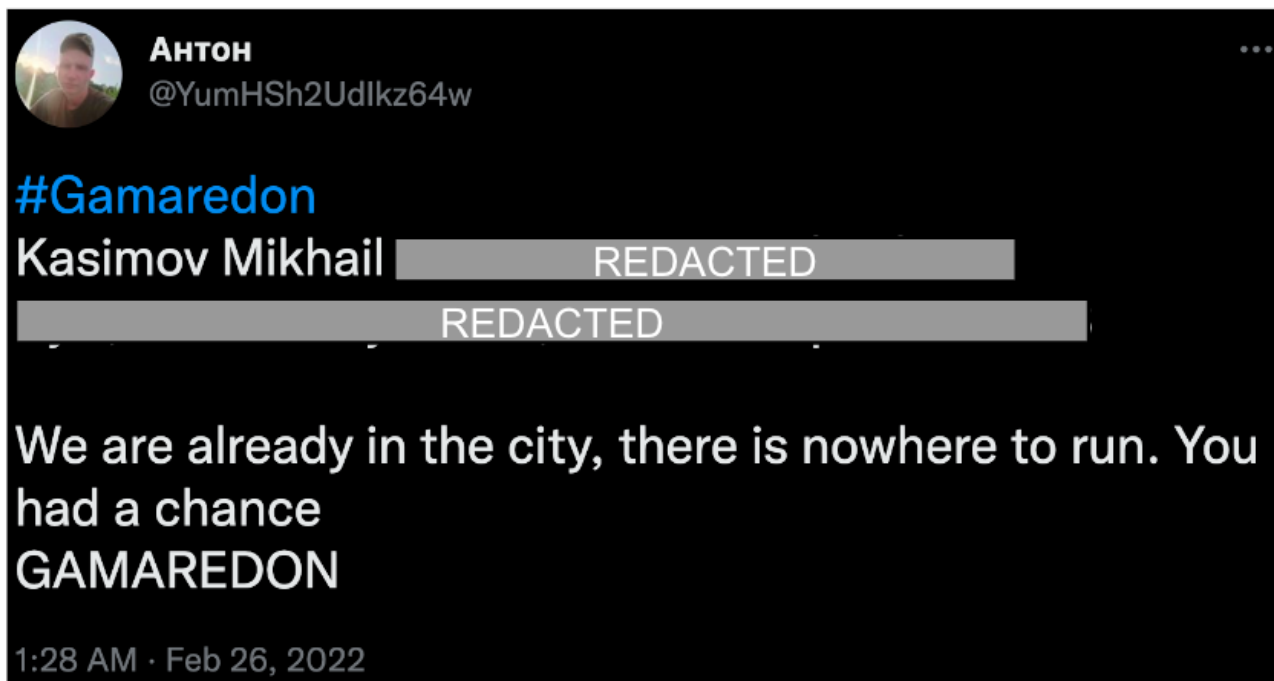 Антон
@YumHSh2UdIkz64w
#Gamaredon
Kasimov Mikhail REDACTED
REDACTED
We are already in the city, there is nowhere to run. You
had a chance
GAMAREDON
1:28 AM · Feb 26, 2022